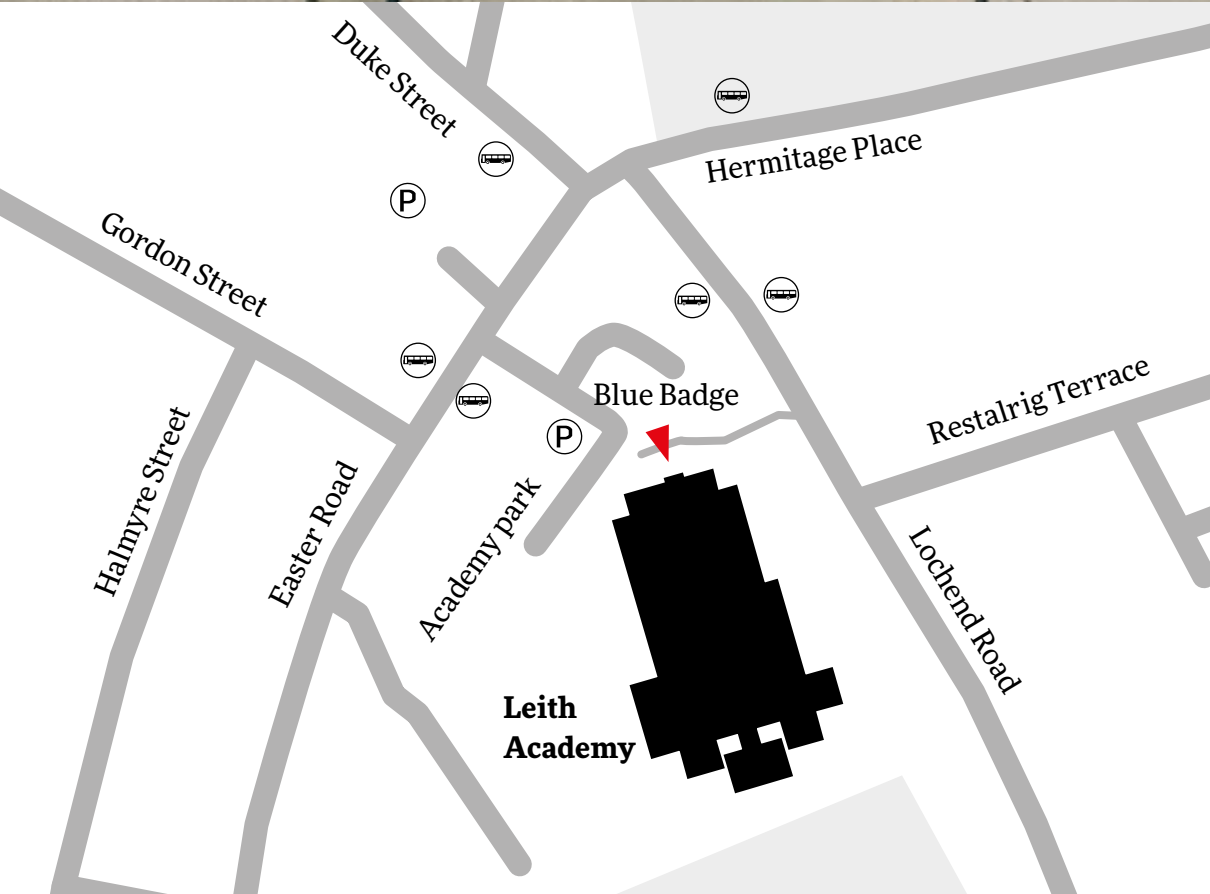 Duke Street
Hermitage Place
P
Gordon Street
Blue Badge
P
Restalrig Terrace
Halmyre Street
Easter Road
Academy park
Lochend Road
Leith
Academy